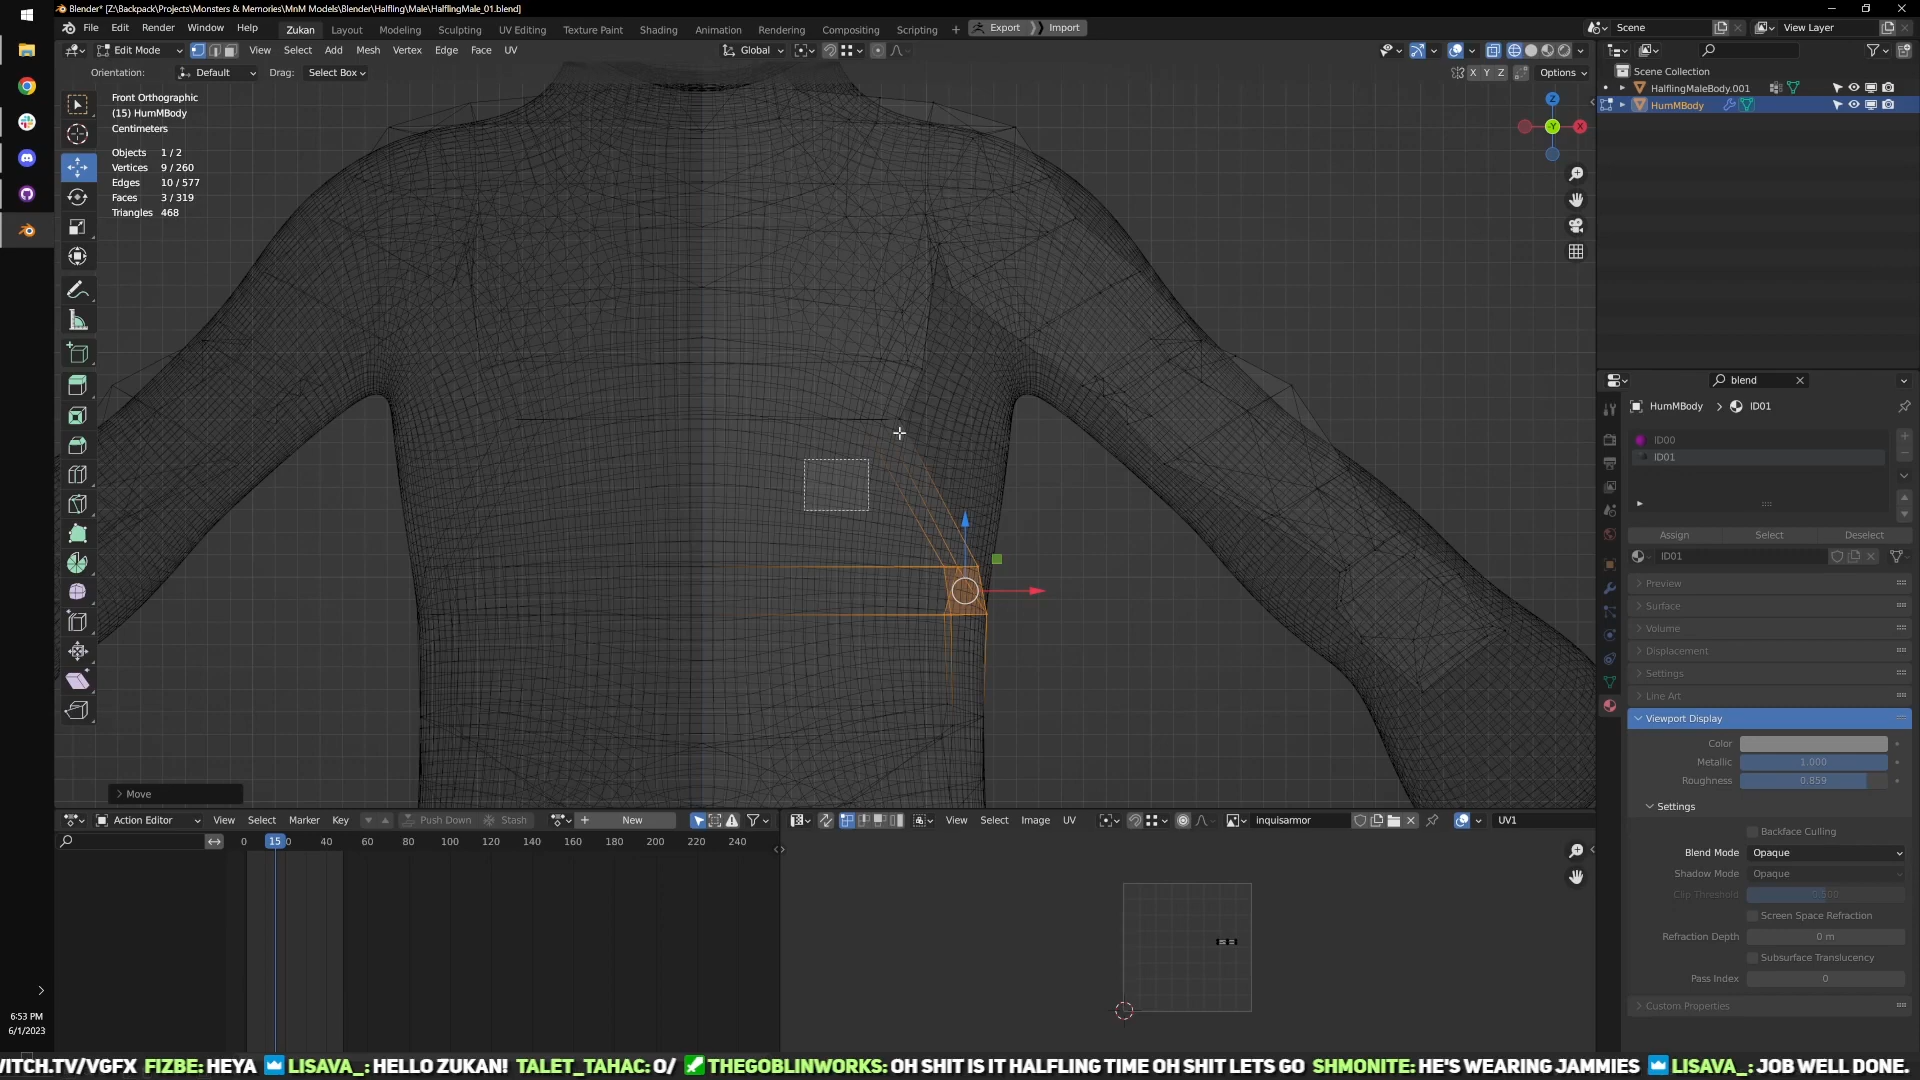 Blender* [Z:\Backpack\Projects\Monsters & Memories\MnM Models\Blender\Halfling\Male\HalflingMale_01.blend]
File Edit Render Window Help Zukan Layout Modeling Sculpting UV Editing Texture Paint Shading Animation Rendering Compositing Scripting + Export Import Scene View Layer
Edit Mode View Select Add Mesh Vertex Edge Face UV Global
Orientation: Default Drag: Select Box X Y Z Options
Scene Collection
HalflingMaleBody.001
HumMBody
Front Orthographic
(15) HumMBody
Centimeters
Objects 1 / 2
Vertices 9 / 260
Edges 10 / 577
Faces 3 / 319
Triangles 468
Z
-Y X
blend
HumMBody > ID01
ID00
ID01
Assign Select Deselect
ID01
Preview
Surface
Volume
Displacement
Settings
Line Art
Viewport Display
Color
Metallic 1.000
Roughness 0.859
Settings
Backface Culling
Blend Mode Opaque
Shadow Mode Opaque
Clip Threshold 0.500
Screen Space Refraction
Refraction Depth 0 m
Subsurface Translucency
Pass Index 0
Custom Properties
> Move
Action Editor View Select Marker Key Push Down Stash + New
0 15 40 60 80 100 120 140 160 180 200 220 240
View Select Image UV inquisarmor UV1
6:53 PM
6/1/2023
WITCH.TV/VGFX FIZBE: HEYA LISAVA_: HELLO ZUKAN! TALET_TAHAC: O/ THEGOBLINWORKS: OH SHIT IS IT HALFLING TIME OH SHIT LETS GO SHMONITE: HE'S WEARING JAMMIES LISAVA_: JOB WELL DONE.